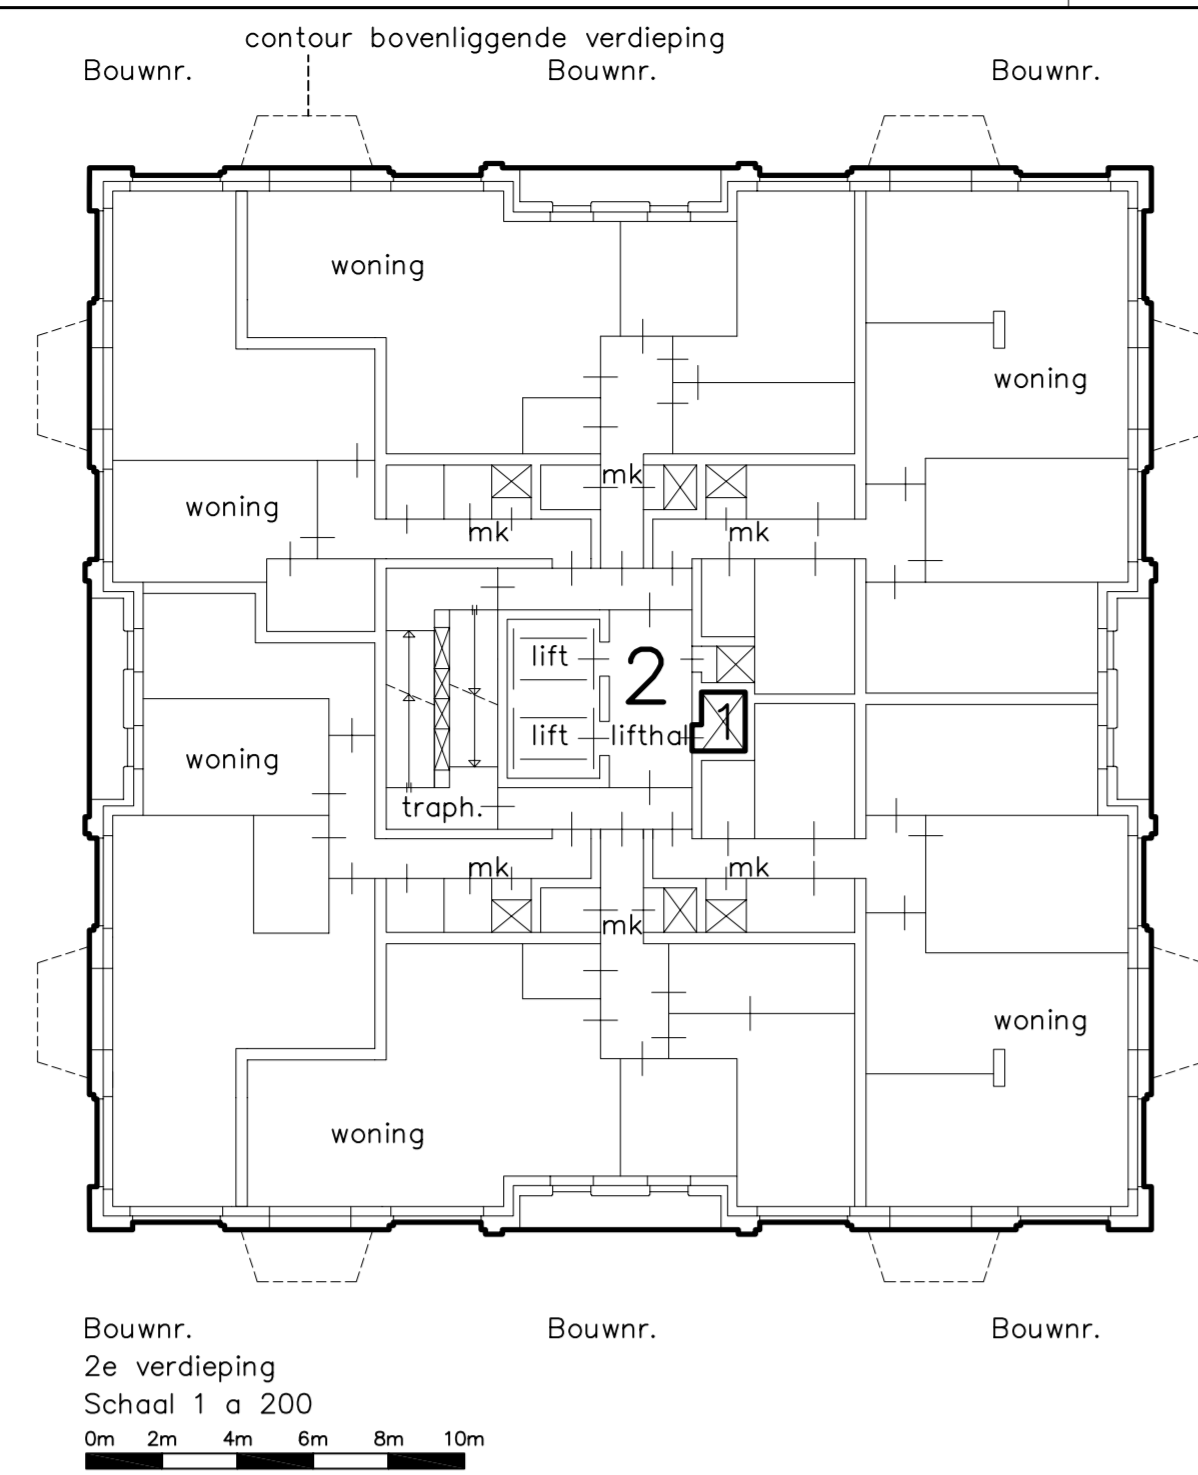 contour bovenliggende verdieping
Bouwnr. Bouwnr. Bouwnr.
woning
woning
mk
woning
mk mk
lift
2
lift lifthal 1
woning
traph.
mk mk
mk
woning
woning
Bouwnr. Bouwnr. Bouwnr.
2e verdieping
Schaal 1 a 200
0m 2m 4m 6m 8m 10m